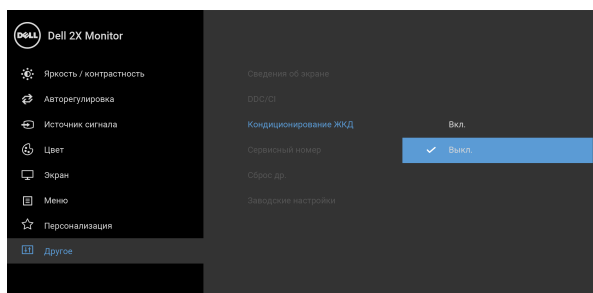 DELL Dell 2X Monitor
Яркость / контрастность
Авторегулировка
Источник сигнала
Цвет
Экран
Меню
Персонализация
Другое
Сведения об экране
DDC/CI
Кондиционирование ЖКД
Сервисный номер
Сброс др.
Заводские настройки
Вкл.
Выкл.